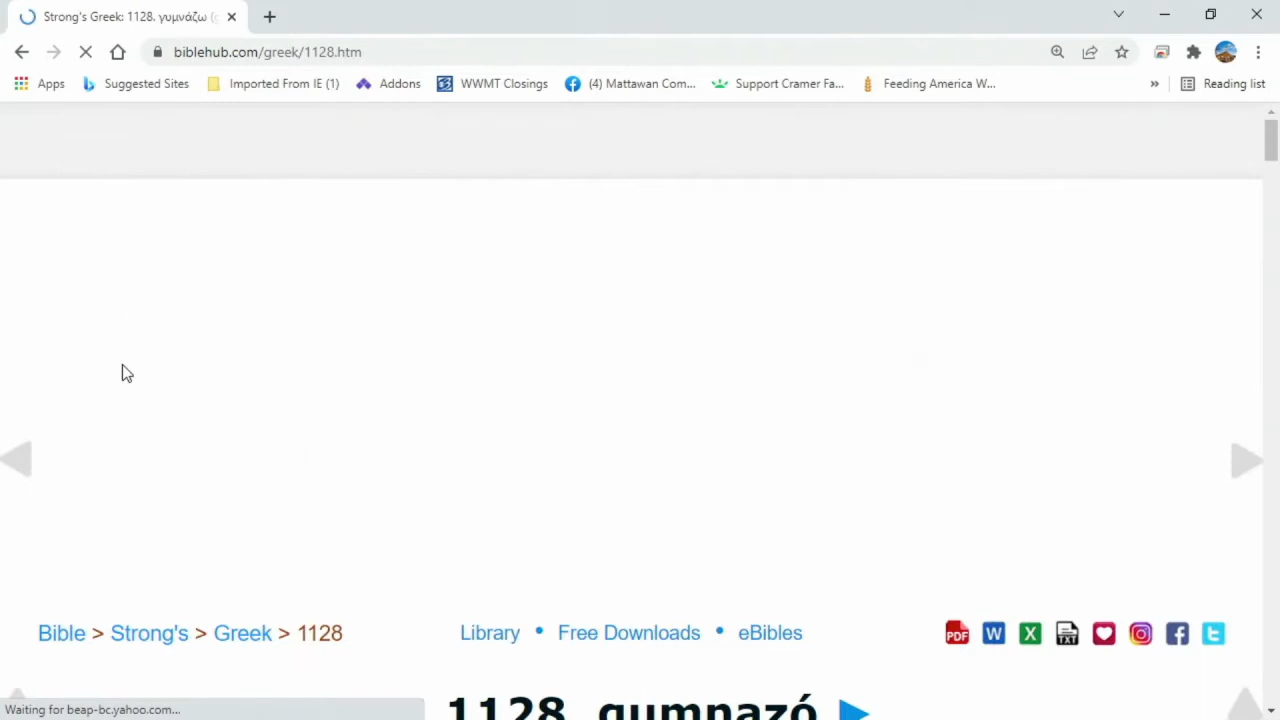 Strong's Greek: 1128. γυμνάζω (g
biblehub.com/greek/1128.htm
Apps Suggested Sites Imported From IE (1) Addons WWMT Closings (4) Mattawan Com... Support Cramer Fa... Feeding America W... » Reading list
Bible > Strong's > Greek > 1128 Library • Free Downloads • eBibles PDF W X TXT
1128. gumnazó
Waiting for beap-bc.yahoo.com...